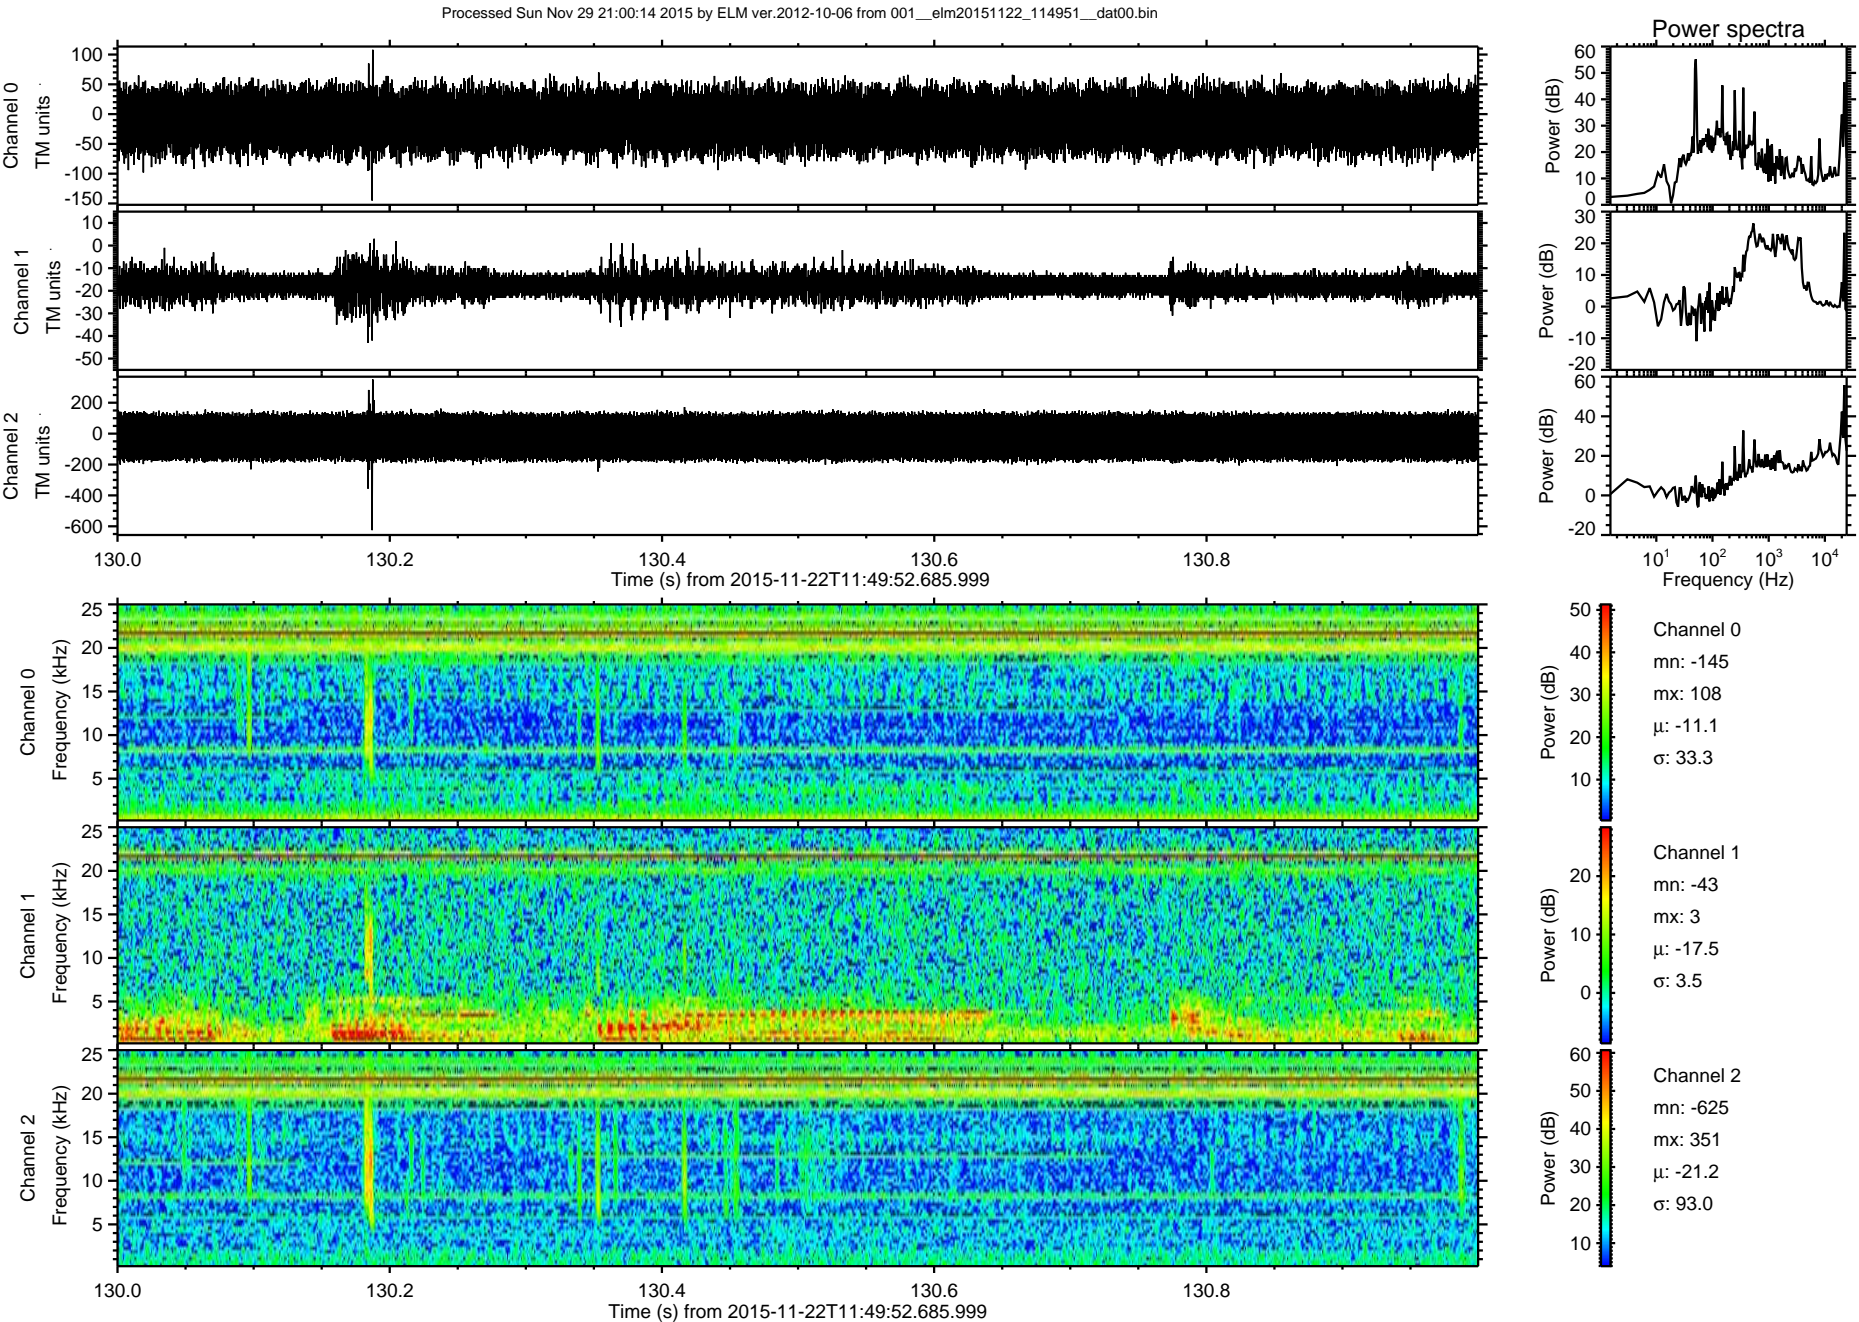 Processed Sun Nov 29 21:00:14 2015 by ELM ver.2012-10-06 from 001__elm20151122_114951__dat00.bin
Power spectra
Channel 0
TM units
100
50
0
-50
-100
-150
Power (dB)
60
50
40
30
20
10
0
Channel 1
TM units
10
0
-10
-20
-30
-40
-50
Power (dB)
30
20
10
0
-10
-20
Channel 2
TM units
200
0
-200
-400
-600
Power (dB)
60
40
20
0
-20
130.0 130.2 130.4 130.6 130.8
Time (s) from 2015-11-22T11:49:52.685.999
10¹ 10² 10³ 10⁴
Frequency (Hz)
Channel 0
Frequency (kHz)
25
20
15
10
5
Power (dB)
50
40
30
20
10
Channel 0
mn: -145
mx: 108
μ: -11.1
σ: 33.3
Channel 1
Frequency (kHz)
25
20
15
10
5
Power (dB)
20
10
0
Channel 1
mn: -43
mx: 3
μ: -17.5
σ: 3.5
Channel 2
Frequency (kHz)
25
20
15
10
5
Power (dB)
60
50
40
30
20
10
Channel 2
mn: -625
mx: 351
μ: -21.2
σ: 93.0
130.0 130.2 130.4 130.6 130.8
Time (s) from 2015-11-22T11:49:52.685.999